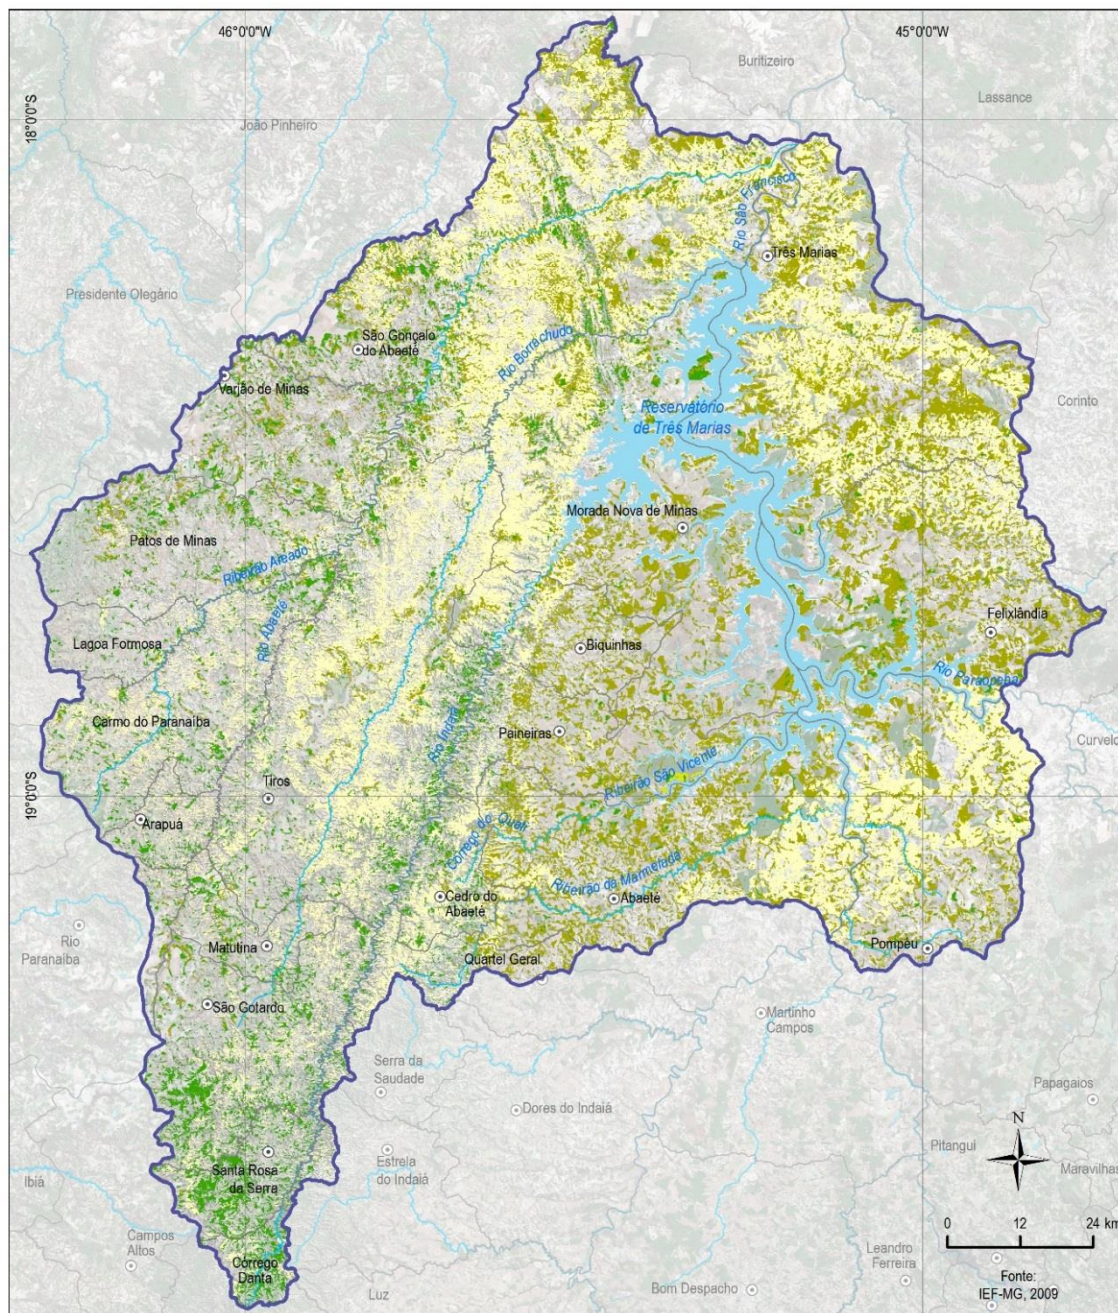 46°0'0"W
45°0'0"W
Buritizeiro
Lassance
18°0'0"S
João Pinheiro
Rio São Francisco
Três Marias
Presidente Olegário
São Gonçalo
do Abaeté
Rio Borrachudo
Varjão de Minas
Corinto
Reservatório
de Três Marias
Morada Nova de Minas
Patos de Minas
Ribeirão Areado
Rio Abaeté
Felixlândia
Lagoa Formosa
Biquinhas
Rio Paraopeba
Carmo do Paranaíba
Rio Indaiá
Paineiras
Curvelo
Ribeirão São Vicente
Tiros
19°0'0"S
Arapuá
Córrego do Queli
Ribeirão da Marmelada
Cedro do
Abaeté
Abaeté
Rio
Paranaíba
Matutina
Quartel Geral
Pompéu
São Gotardo
Martinho
Campos
Serra da
Saudade
Papagaios
Dores do Indaiá
N
Pitangui
Maravilhas
Estrela
do Indaiá
Santa Rosa
da Serra
Ibiá
0 12 24 km
Campos
Altos
Córrego
Danta
Leandro
Ferreira
Luz
Bom Despacho
Fonte:
IEF-MG, 2009